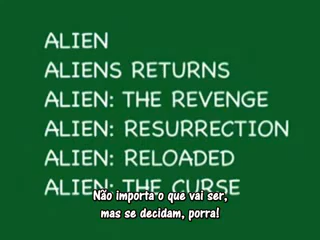 ALIEN
ALIENS RETURNS
ALIEN: THE REVENGE
ALIEN: RESURRECTION
ALIEN: RELOADED
ALIEN: THE CURSE
Não importa o que vai ser,
mas se decidam, porra!